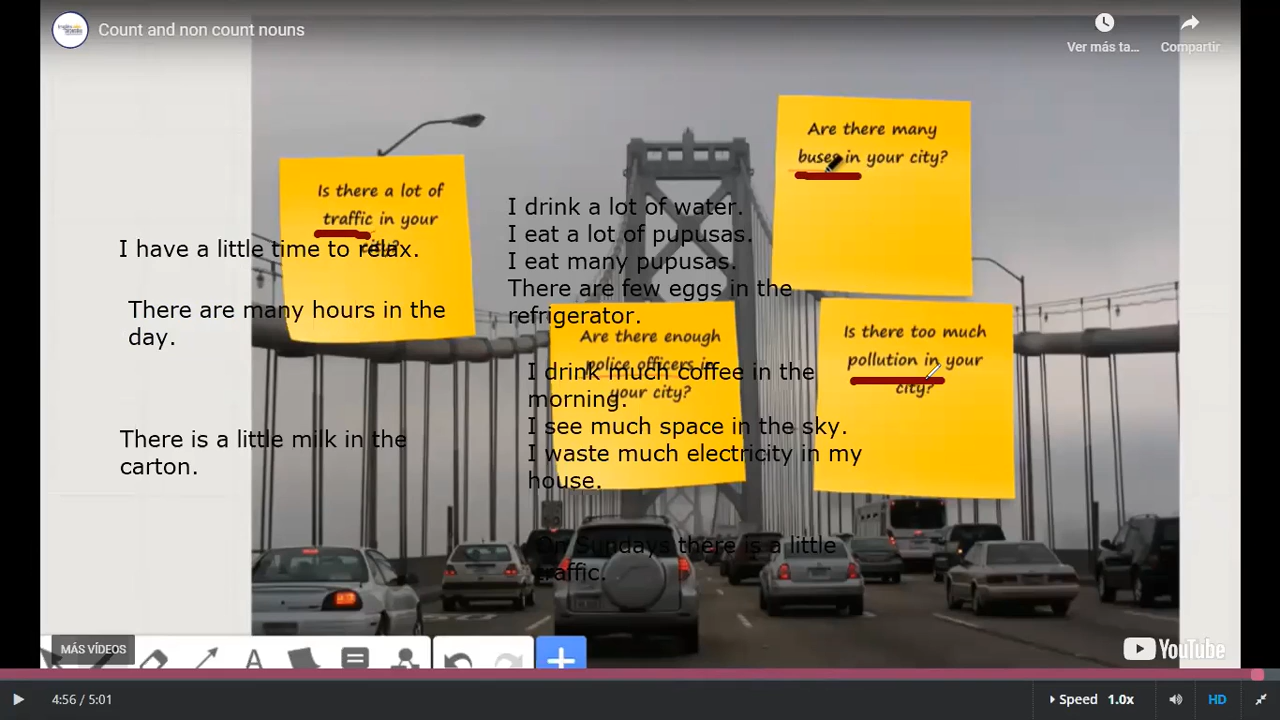 Count and non count nouns
Ver más ta...
Compartir
Is there a lot of
traffic in your
city?
Are there many
buses in your city?
I have a little time to relax.
There are many hours in the
day.
There is a little milk in the
carton.
I drink a lot of water.
I eat a lot of pupusas.
I eat many pupusas.
There are few eggs in the
refrigerator.
Are there enough
police officers in
your city?
Is there too much
pollution in your
city?
I drink much coffee in the
morning.
I see much space in the sky.
I waste much electricity in my
house.
On Sundays there is a little
traffic.
MÁS VÍDEOS
YouTube
4:56 / 5:01
Speed 1.0x
HD